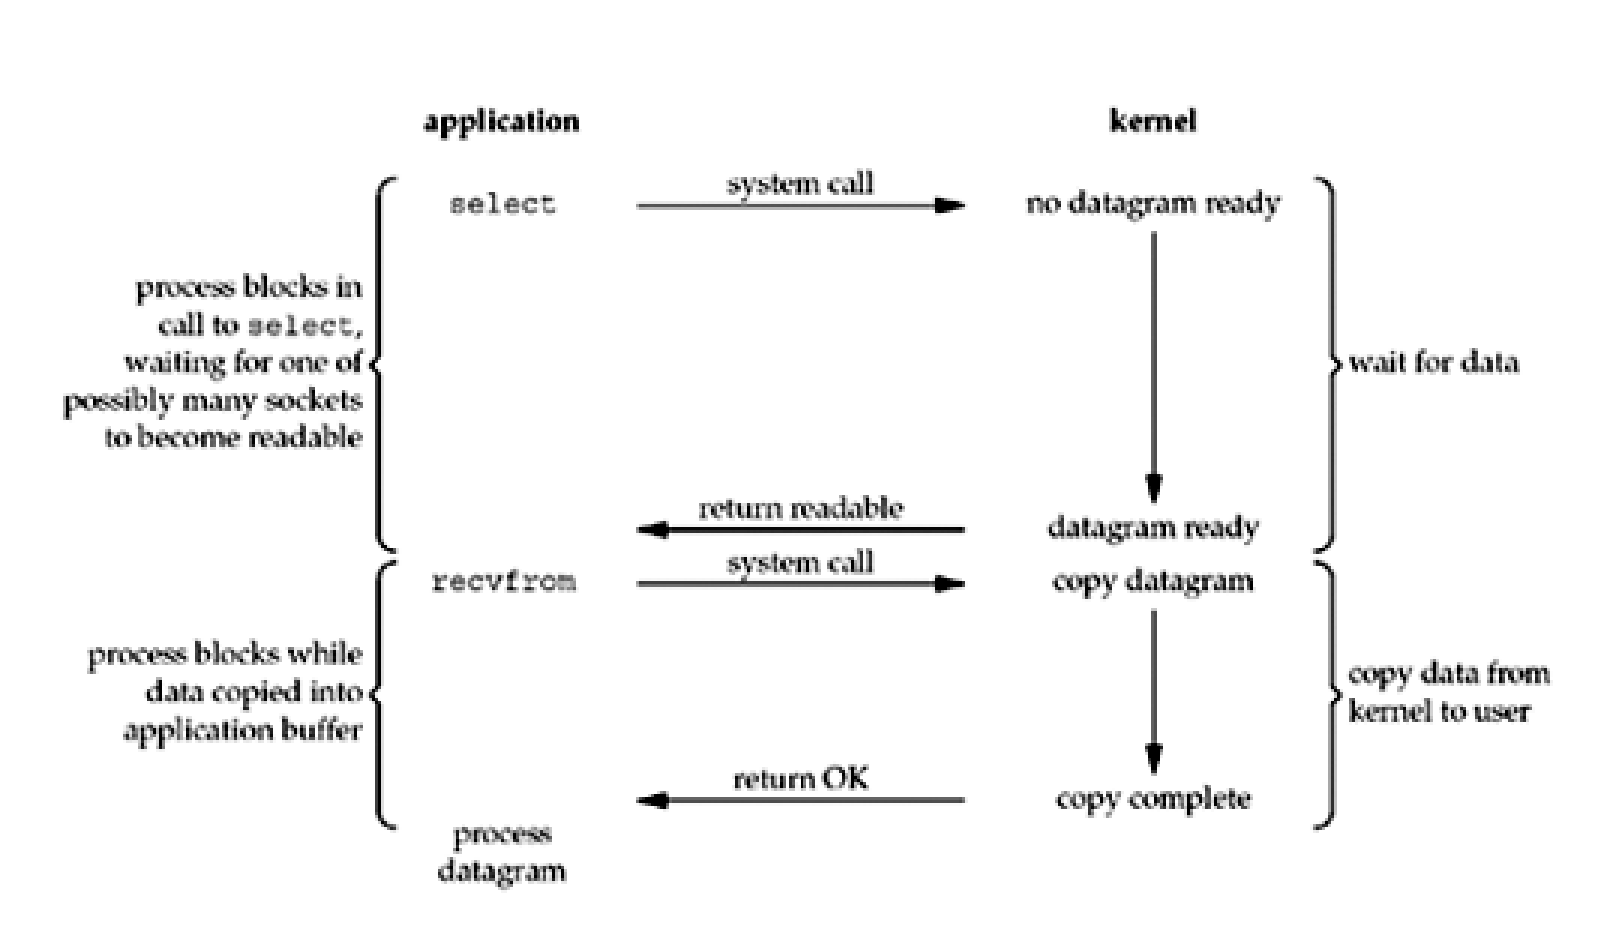 application
kernel
select
system call
no datagram ready
process blocks in
call to select,
waiting for one of
possibly many sockets
to become readable
wait for data
return readable
datagram ready
recvfrom
system call
copy datagram
process blocks while
data copied into
application buffer
copy data from
kernel to user
return OK
copy complete
process
datagram